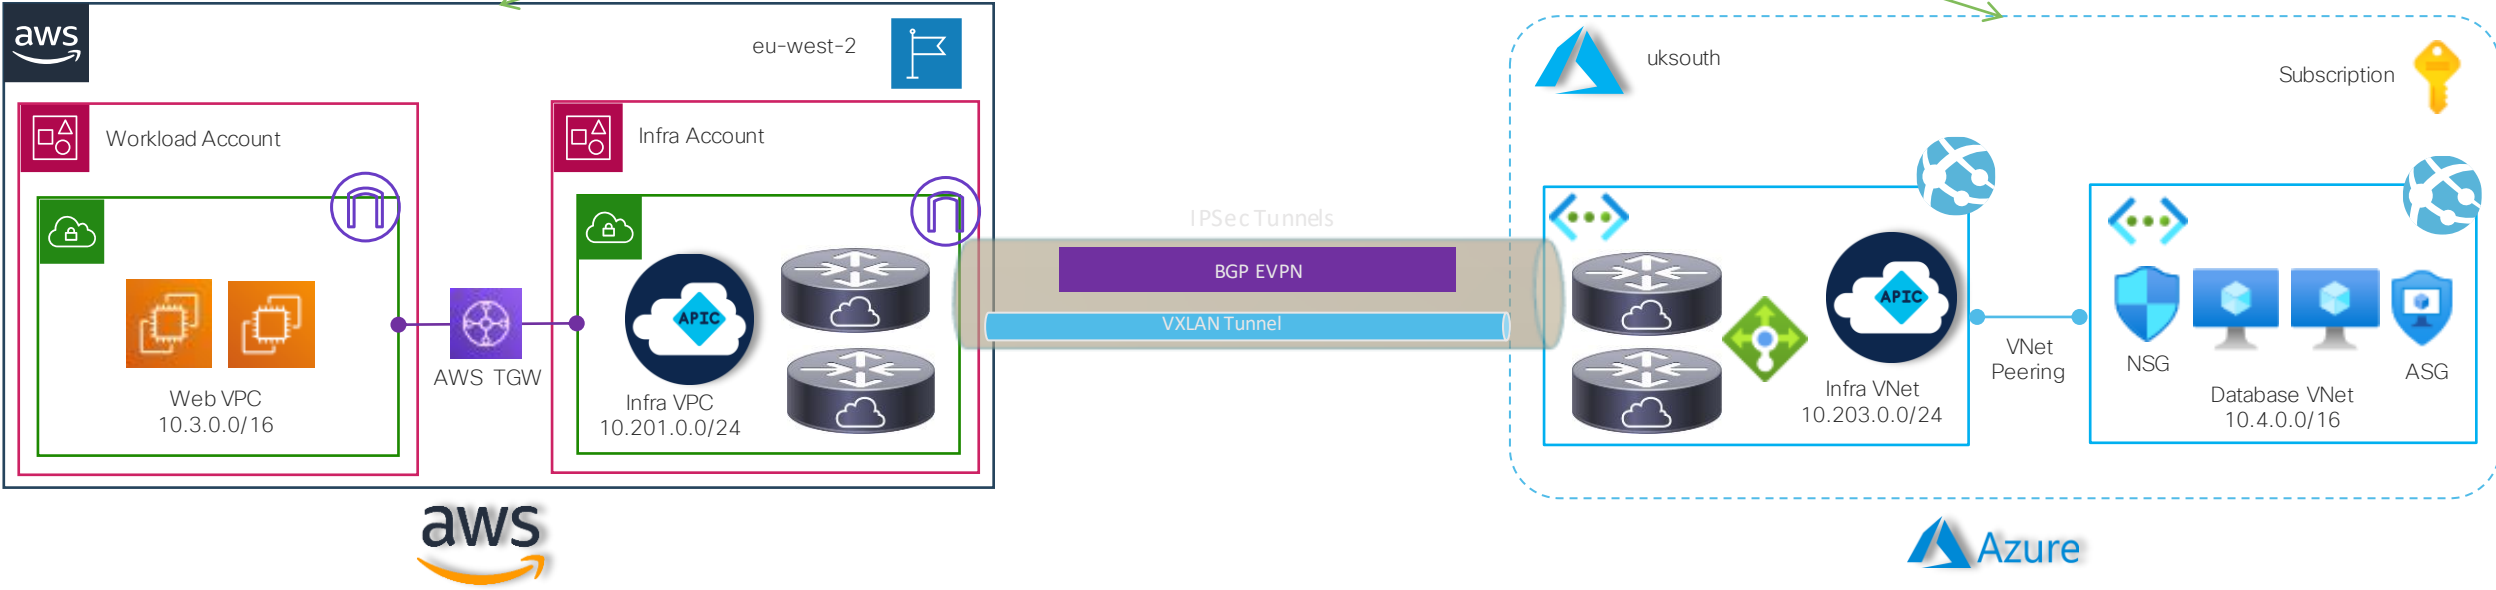 aws
eu-west-2
Workload Account
Infra Account
APIC
AWS TGW
Web VPC
10.3.0.0/16
Infra VPC
10.201.0.0/24
IPSec Tunnels
BGP EVPN
VXLAN Tunnel
uksouth
Subscription
APIC
Infra VNet
10.203.0.0/24
VNet
Peering
NSG
ASG
Database VNet
10.4.0.0/16
aws
Azure